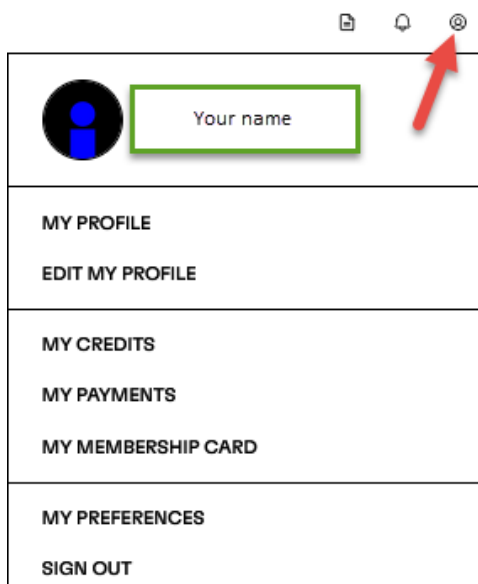 Your name
MY PROFILE
EDIT MY PROFILE
MY CREDITS
MY PAYMENTS
MY MEMBERSHIP CARD
MY PREFERENCES
SIGN OUT